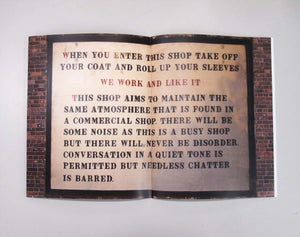 WHEN YOU ENTER THIS SHOP TAKE OFF
YOUR COAT AND ROLL UP YOUR SLEEVES
WE WORK AND LIKE IT
THIS SHOP AIMS TO MAINTAIN THE
SAME ATMOSPHERE THAT IS FOUND IN
A COMMERCIAL SHOP. THERE WILL BE
SOME NOISE AS THIS IS A BUSY SHOP
BUT THERE WILL NEVER BE DISORDER.
CONVERSATION IN A QUIET TONE IS
PERMITTED BUT NEEDLESS CHATTER
IS BARRED.